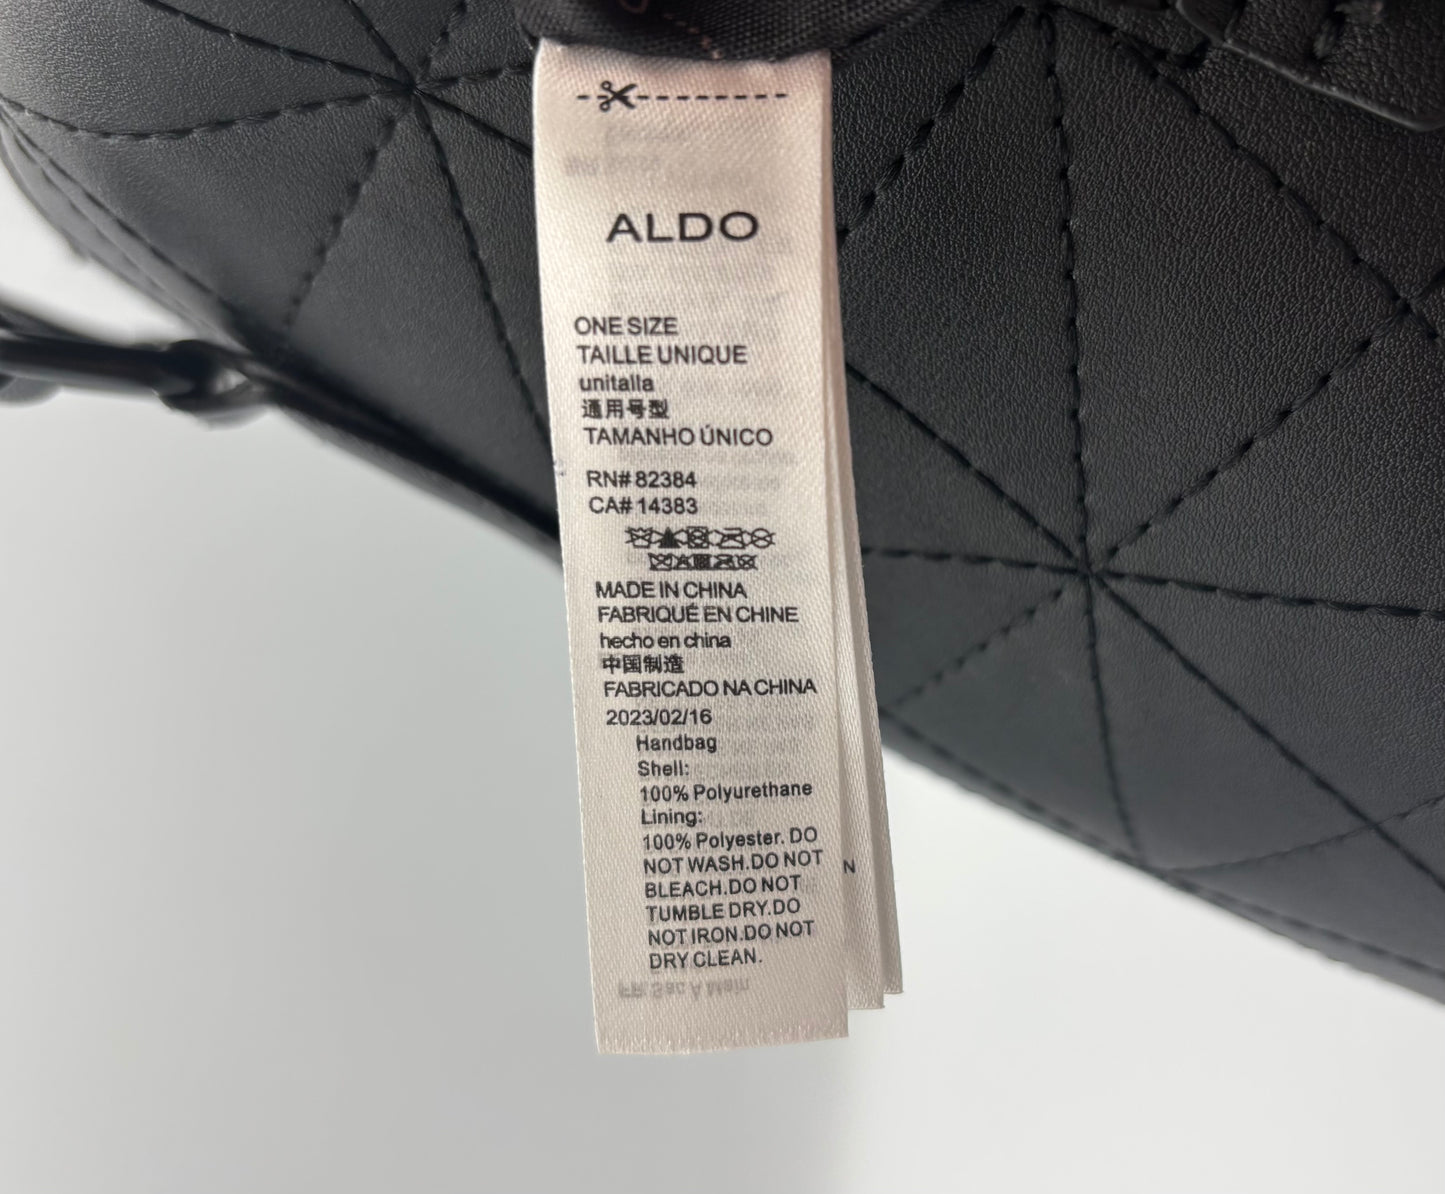 ALDO
ONE SIZE
TAILLE UNIQUE
unitalla
通用号型
TAMANHO ÚNICO
RN# 82384
CA# 14383
MADE IN CHINA
FABRIQUÉ EN CHINE
hecho en china
中国制造
FABRICADO NA CHINA
2023/02/16
Handbag
Shell:
100% Polyurethane
Lining:
100% Polyester. DO
NOT WASH.DO NOT
BLEACH.DO NOT
TUMBLE DRY.DO
NOT IRON.DO NOT
DRY CLEAN.
N